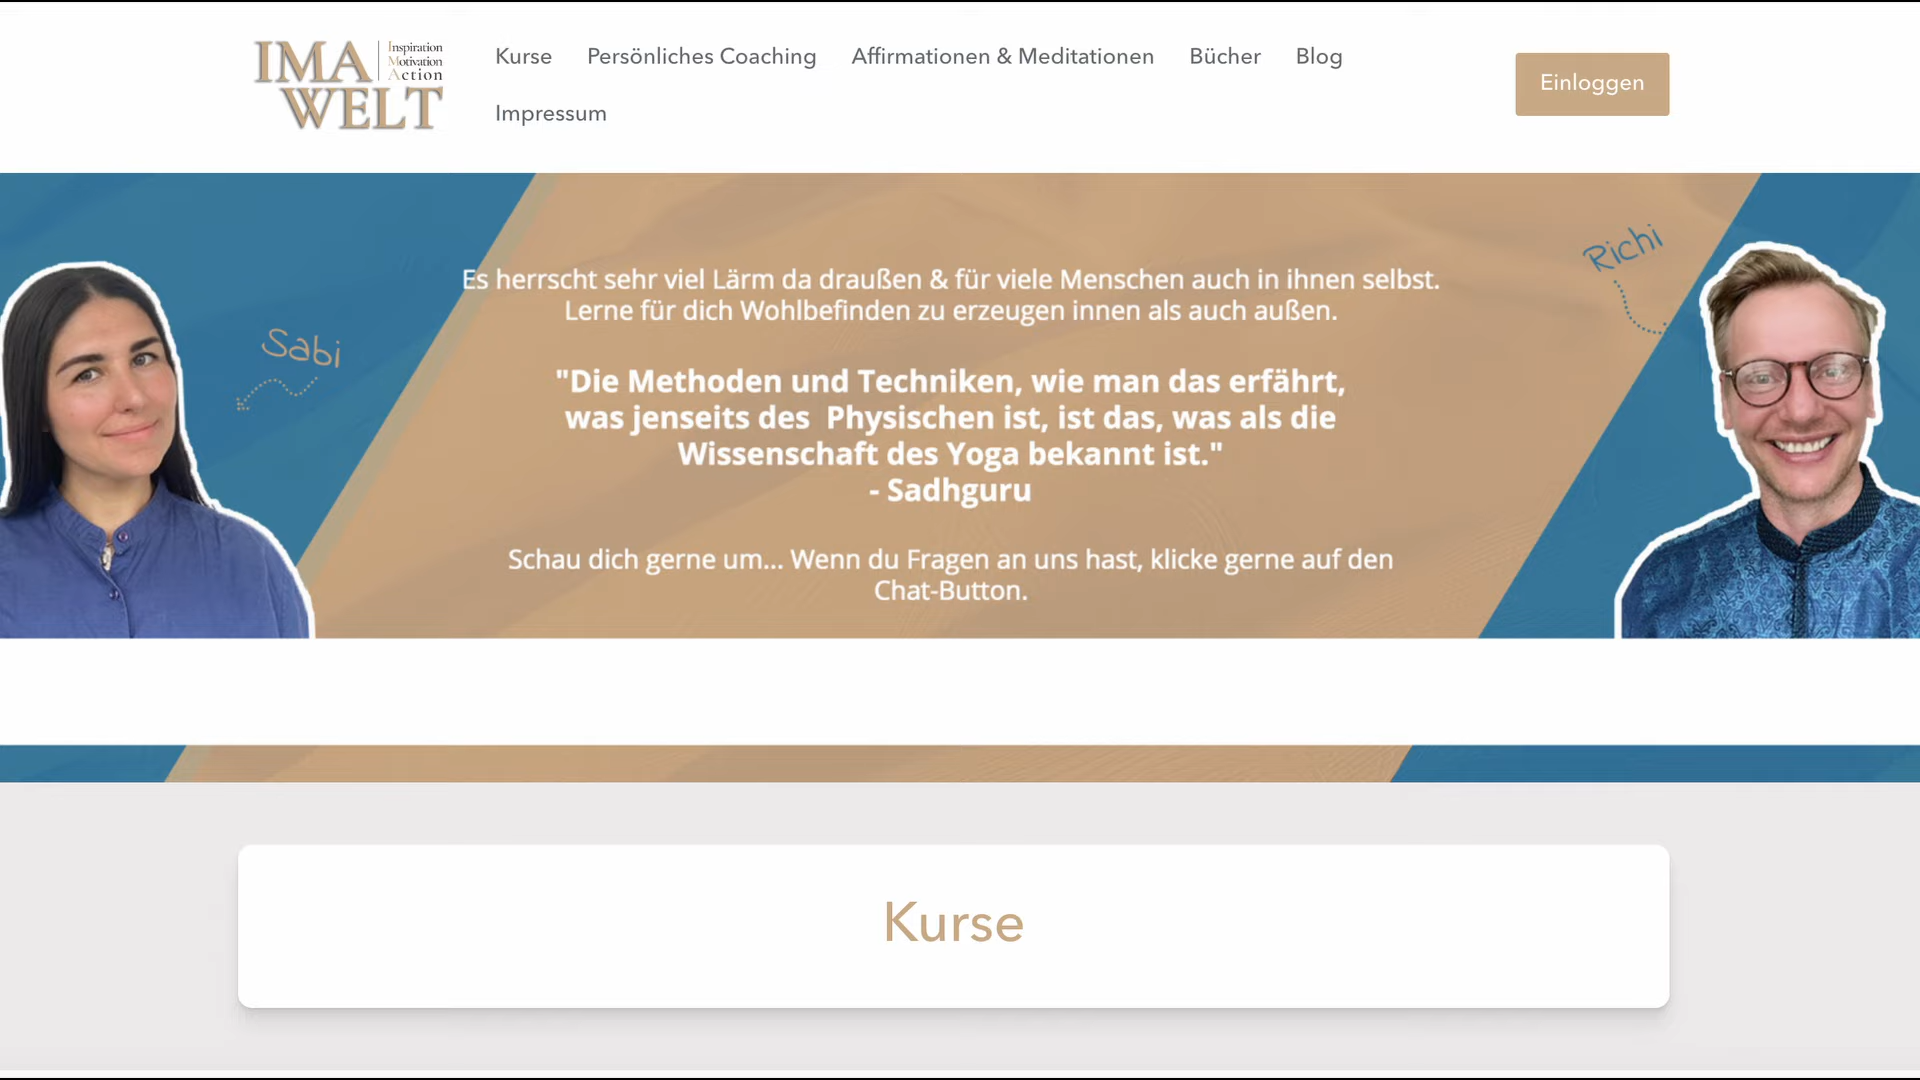 IMA
Inspiration
Motivation
Action
WELT
Kurse Persönliches Coaching Affirmationen & Meditationen Bücher Blog
Impressum
Einloggen
Sabi
Richi
Es herrscht sehr viel Lärm da draußen & für viele Menschen auch in ihnen selbst.
Lerne für dich Wohlbefinden zu erzeugen innen als auch außen.
"Die Methoden und Techniken, wie man das erfährt,
was jenseits des Physischen ist, ist das, was als die
Wissenschaft des Yoga bekannt ist."
- Sadhguru
Schau dich gerne um... Wenn du Fragen an uns hast, klicke gerne auf den
Chat-Button.
Kurse